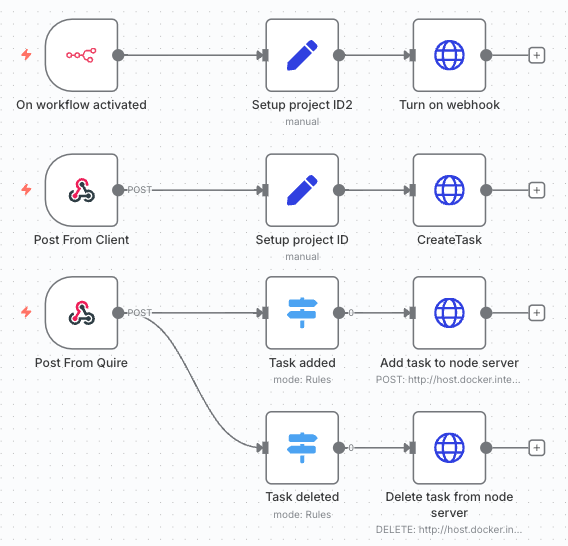 On workflow activated
Setup project ID2
manual
Turn on webhook
POST
Post From Client
Setup project ID
manual
CreateTask
POST
Post From Quire
Task added
mode: Rules
0
Add task to node server
POST: http://host.docker.inte...
Task deleted
mode: Rules
0
Delete task from node
server
DELETE: http://host.docker.in...